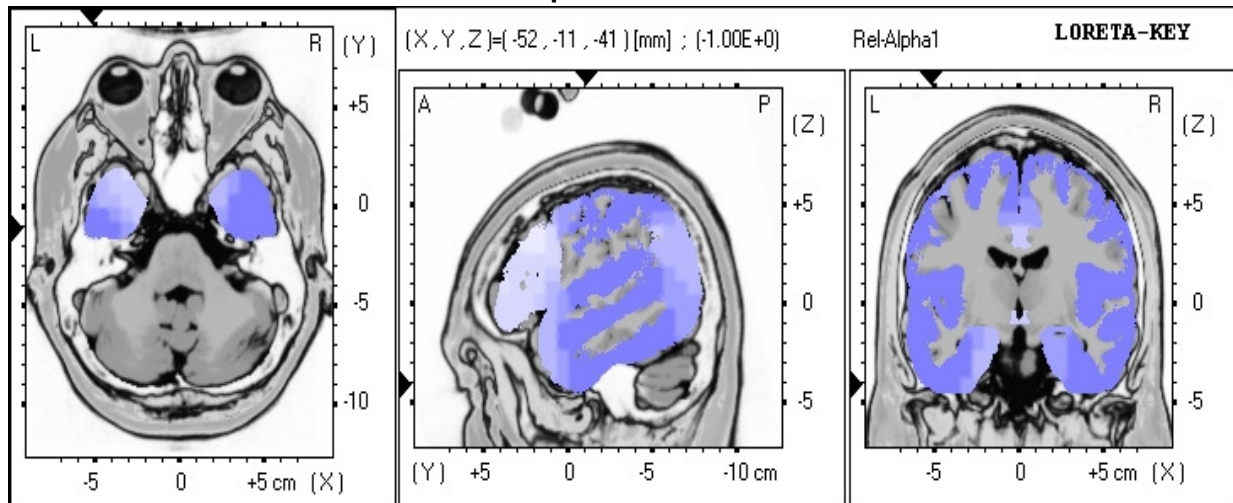 L R (Y)
+5
0
-5
-10
-5 0 +5 cm (X)
(X, Y, Z)=( -52 , -11 , -41 ) [mm] ; (-1.00E+0)
A P (Z)
+5
0
-5
(Y) +5 0 -5 -10 cm
Rel-Alpha1 LORETA-KEY
L R (Z)
+5
0
-5
-5 0 +5 cm (X)